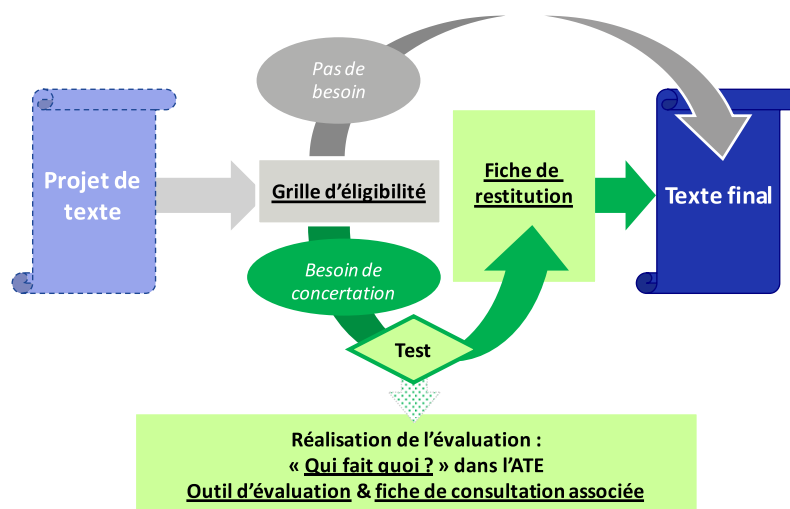 Projet de
texte
Pas de
besoin
Grille d’éligibilité
Besoin de
concertation
Test
Fiche de
restitution
Texte final
Réalisation de l’évaluation :
« Qui fait quoi ? » dans l’ATE
Outil d’évaluation & fiche de consultation associée